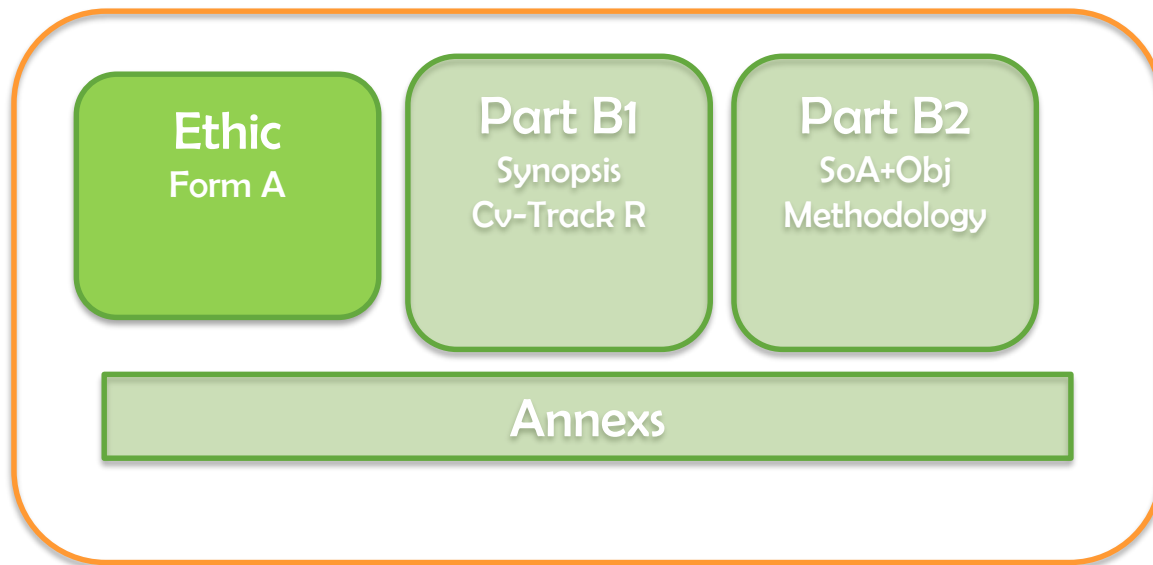 Ethic
Form A
Part B1
Synopsis
Cv-Track R
Part B2
SoA+Obj
Methodology
Annexs